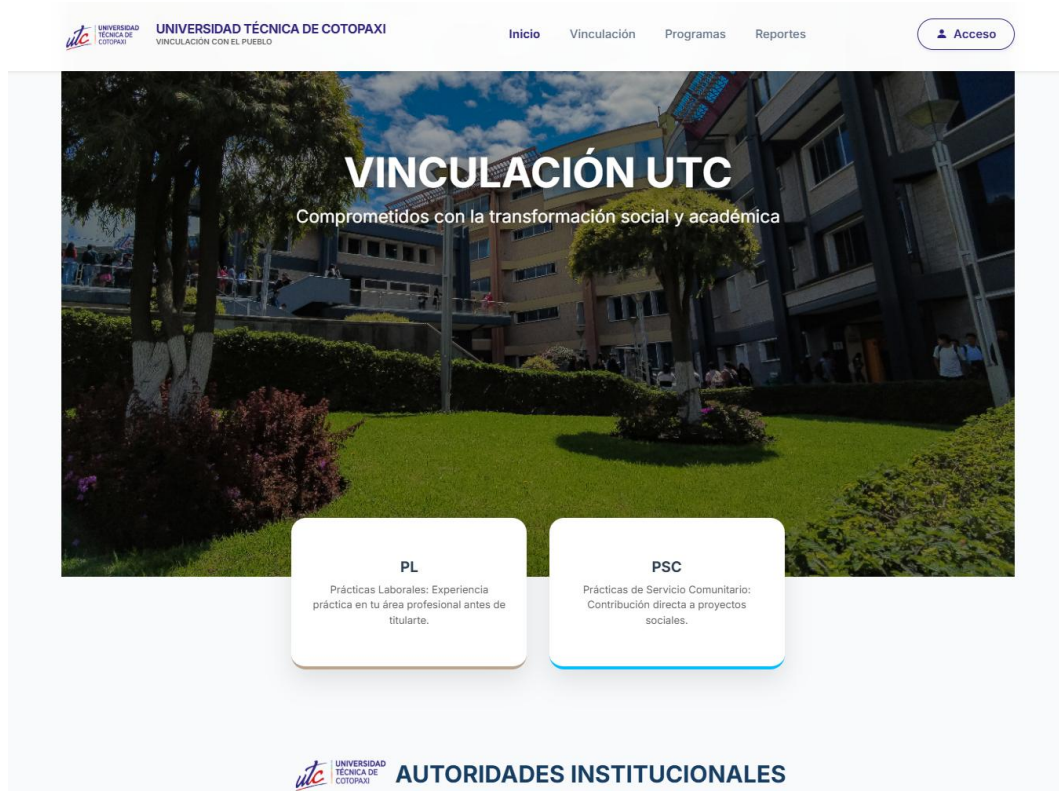 utc UNIVERSIDAD
TÉCNICA DE
COTOPAXI
UNIVERSIDAD TÉCNICA DE COTOPAXI
VINCULACIÓN CON EL PUEBLO
Inicio
Vinculación
Programas
Reportes
Acceso
VINCULACIÓN UTC
Comprometidos con la transformación social y académica
PL
Prácticas Laborales: Experiencia
práctica en tu área profesional antes de
titularte.
PSC
Prácticas de Servicio Comunitario:
Contribución directa a proyectos
sociales.
utc UNIVERSIDAD
TÉCNICA DE
COTOPAXI
AUTORIDADES INSTITUCIONALES